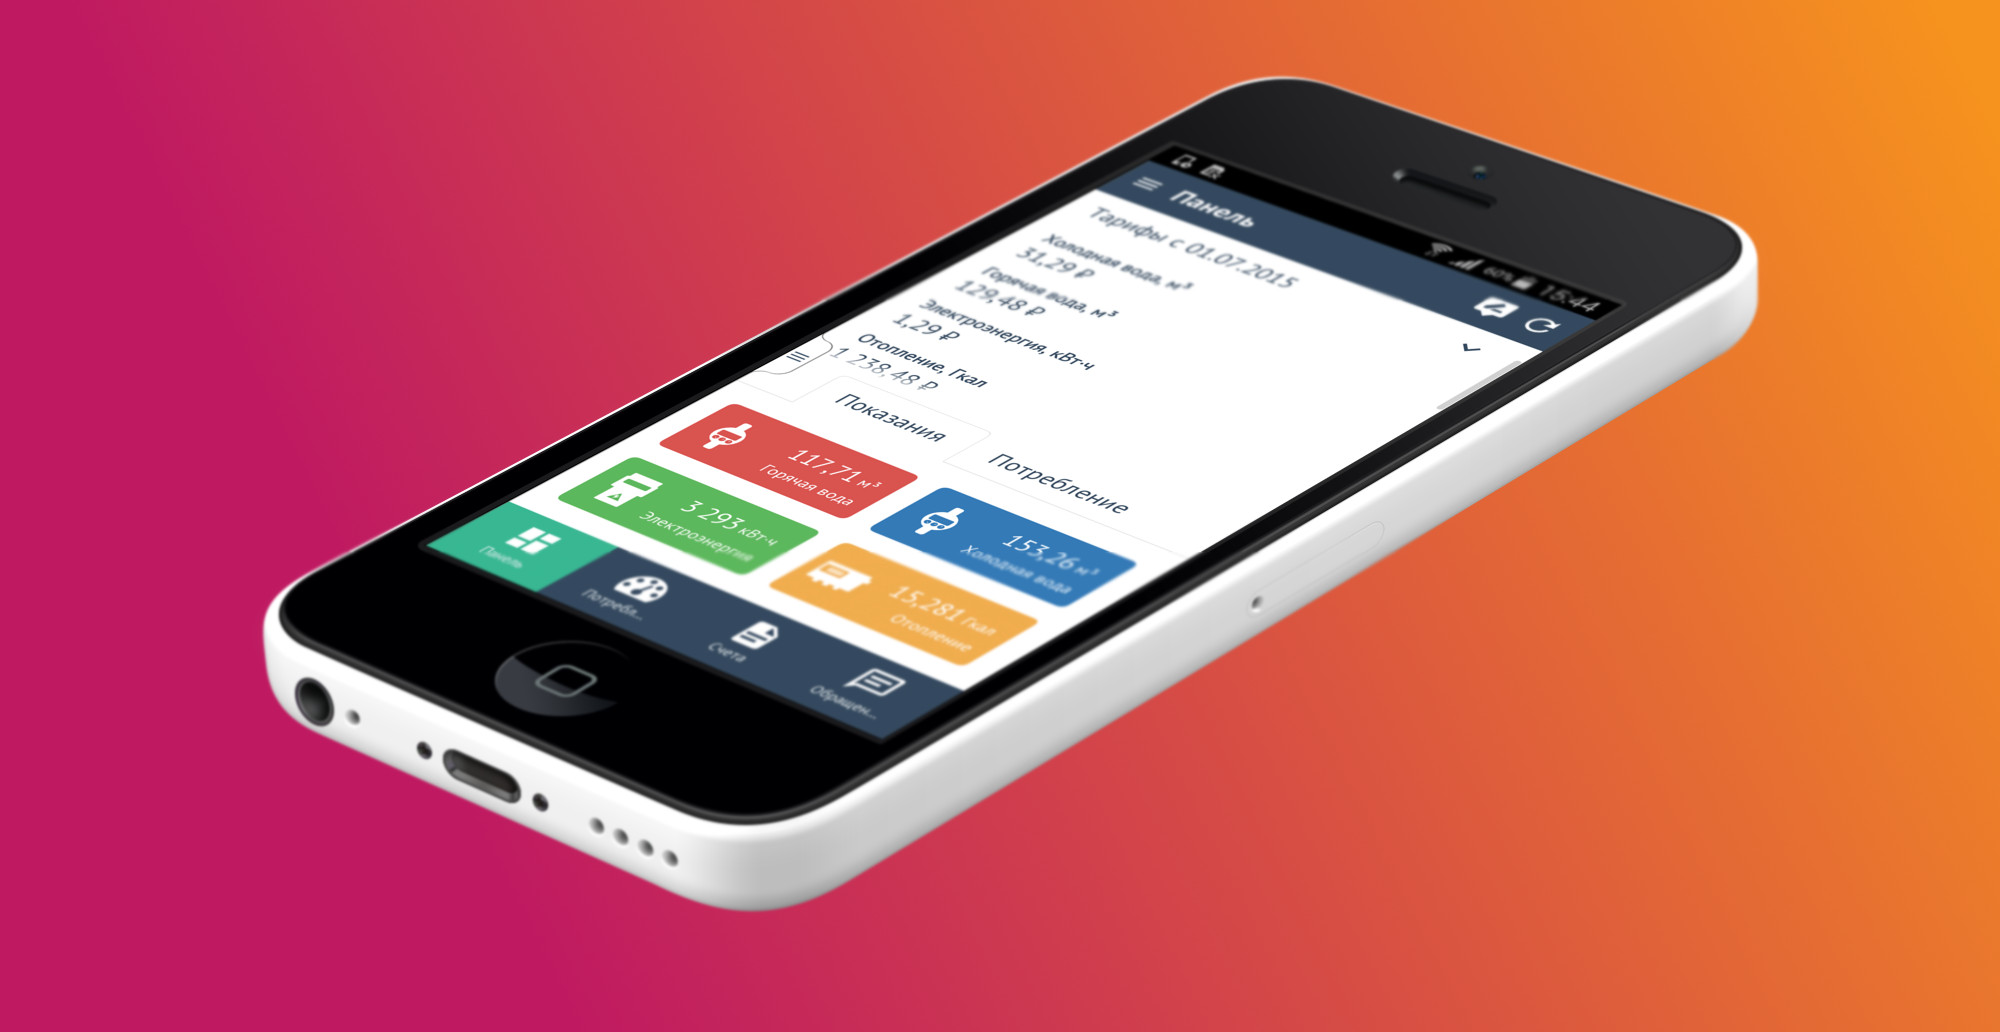 60% 15:44
Панель
Тарифы с 01.07.2015
Холодная вода, м³
31,29 ₽
Горячая вода, м³
129,48 ₽
Электроэнергия, кВт·ч
1,29 ₽
Отопление, Гкал
1 238,48 ₽
Показания
Потребление
117,71 м³
Горячая вода
153,26 м³
Холодная вода
3 293 кВт·ч
Электроэнергия
15,281 Гкал
Отопление
Панель
Потребл...
Счета
Обращен...